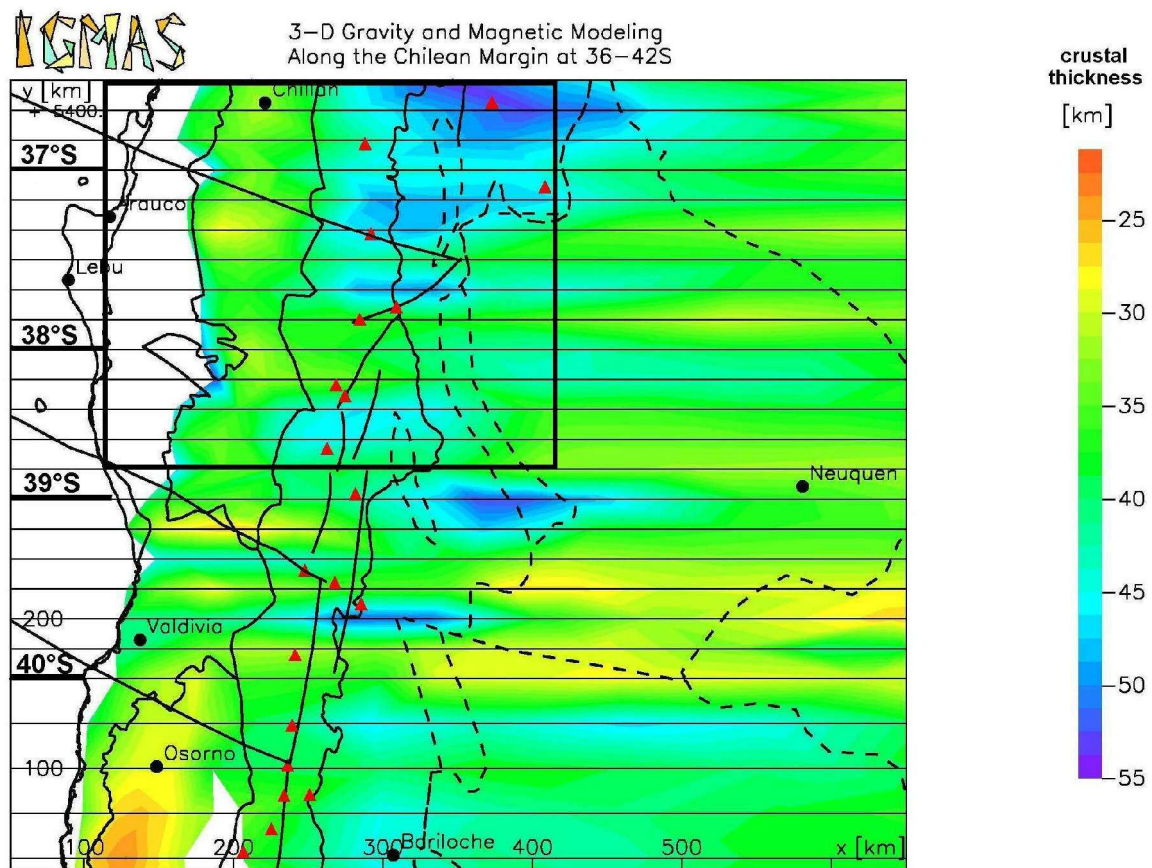 IGMAS
3-D Gravity and Magnetic Modeling
Along the Chilean Margin at 36-42S
crustal
thickness
[km]
y [km]
+ 5400.
Chillan
37°S
Arauco
Lebu
38°S
39°S
Neuquen
200
Valdivia
40°S
Osorno
100
Bariloche
100
200
300
400
500
x [km]
-25
-30
-35
-40
-45
-50
-55